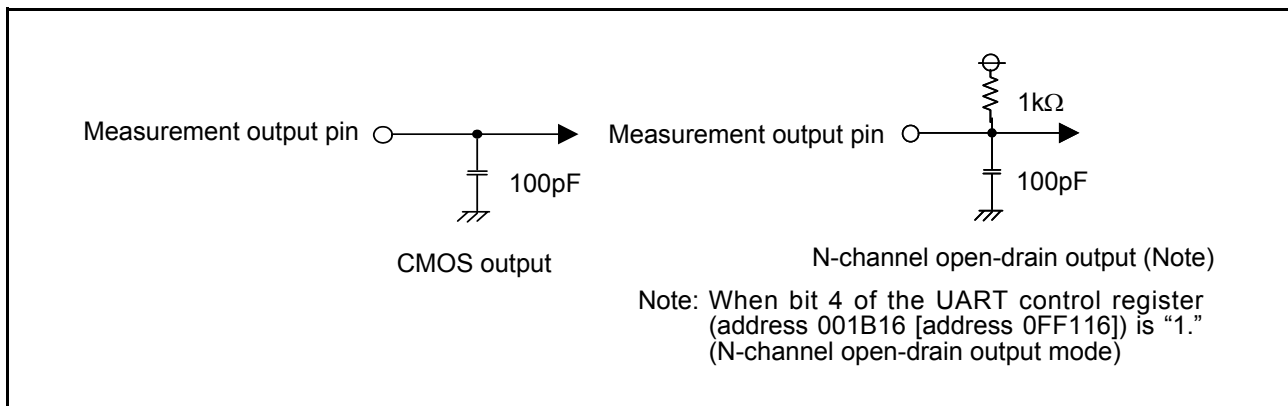 Measurement output pin
100pF
CMOS output
Measurement output pin
1kΩ
100pF
N-channel open-drain output (Note)
Note: When bit 4 of the UART control register
(address 001B16 [address 0FF116]) is “1.”
(N-channel open-drain output mode)